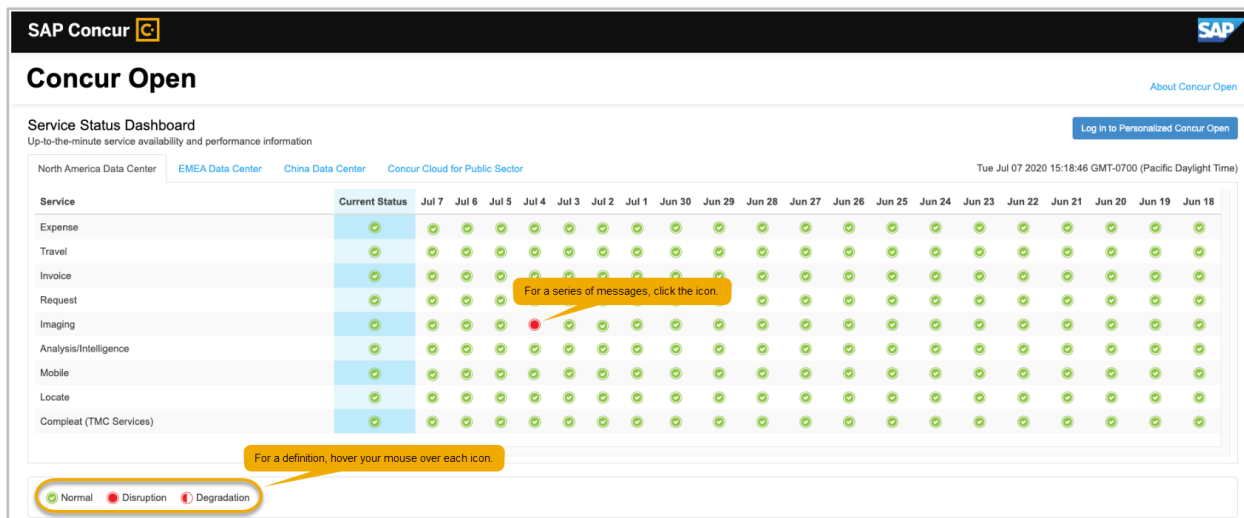 SAP Concur C.
SAP
Concur Open
About Concur Open
Service Status Dashboard
Up-to-the-minute service availability and performance information
Log in to Personalized Concur Open
North America Data Center EMEA Data Center China Data Center Concur Cloud for Public Sector
Tue Jul 07 2020 15:18:46 GMT-0700 (Pacific Daylight Time)
Service Current Status Jul 7 Jul 6 Jul 5 Jul 4 Jul 3 Jul 2 Jul 1 Jun 30 Jun 29 Jun 28 Jun 27 Jun 26 Jun 25 Jun 24 Jun 23 Jun 22 Jun 21 Jun 20 Jun 19 Jun 18
Expense
Travel
Invoice
For a series of messages, click the icon.
Request
Imaging
Analysis/Intelligence
Mobile
Locate
Compleat (TMC Services)
For a definition, hover your mouse over each icon.
Normal Disruption Degradation